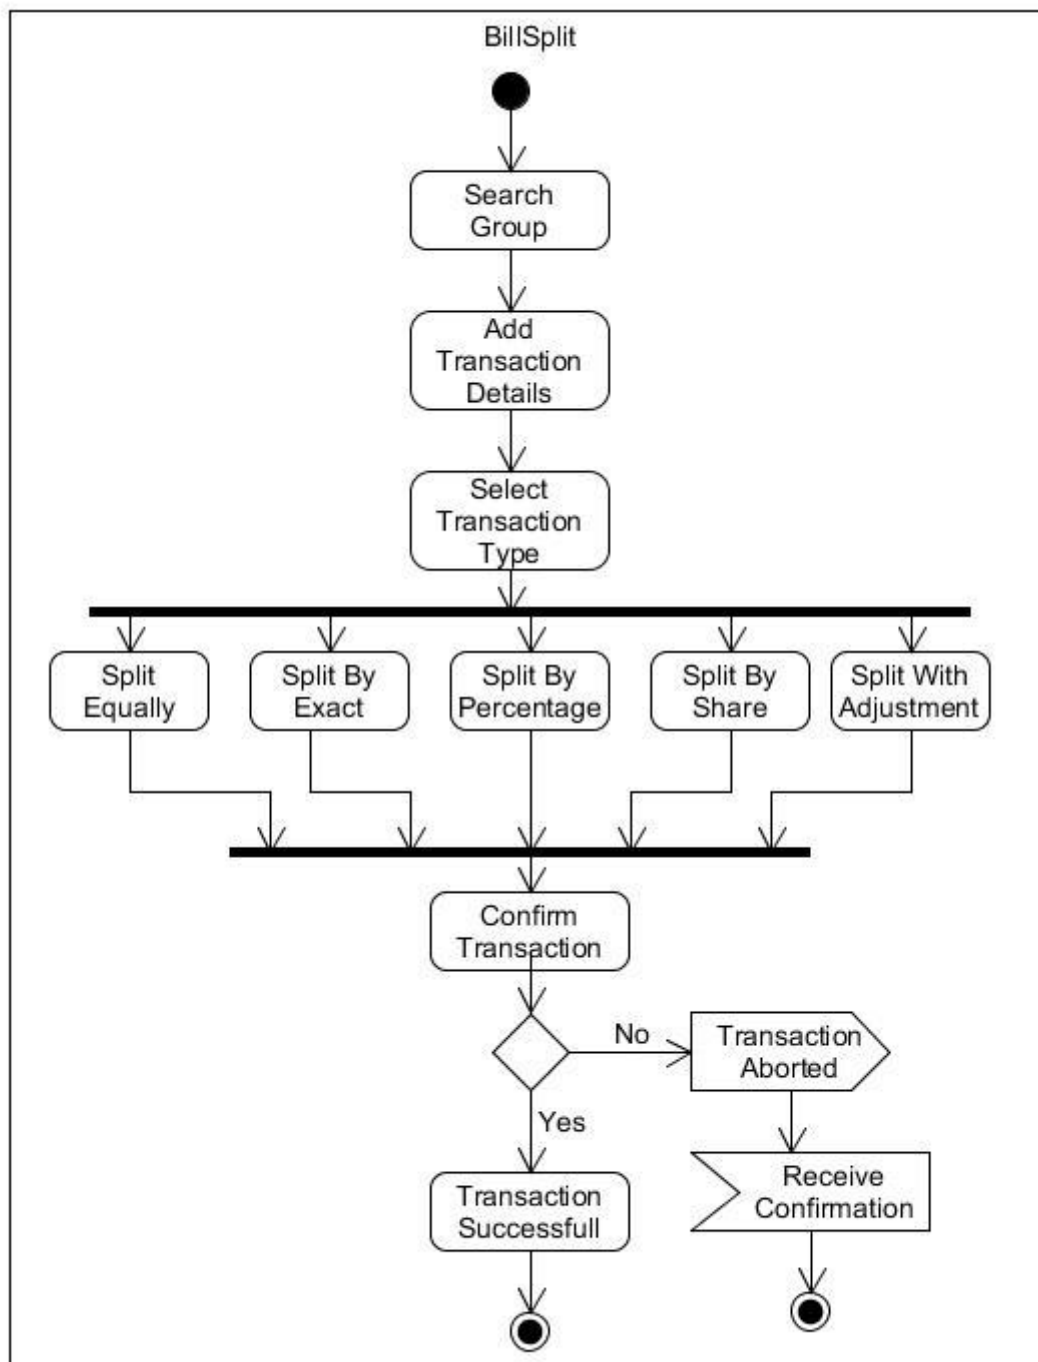 BillSplit
Search
Group
Add
Transaction
Details
Select
Transaction
Type
Split
Equally
Split By
Exact
Split By
Percentage
Split By
Share
Split With
Adjustment
Confirm
Transaction
No
Transaction
Aborted
Yes
Receive
Confirmation
Transaction
Successfull